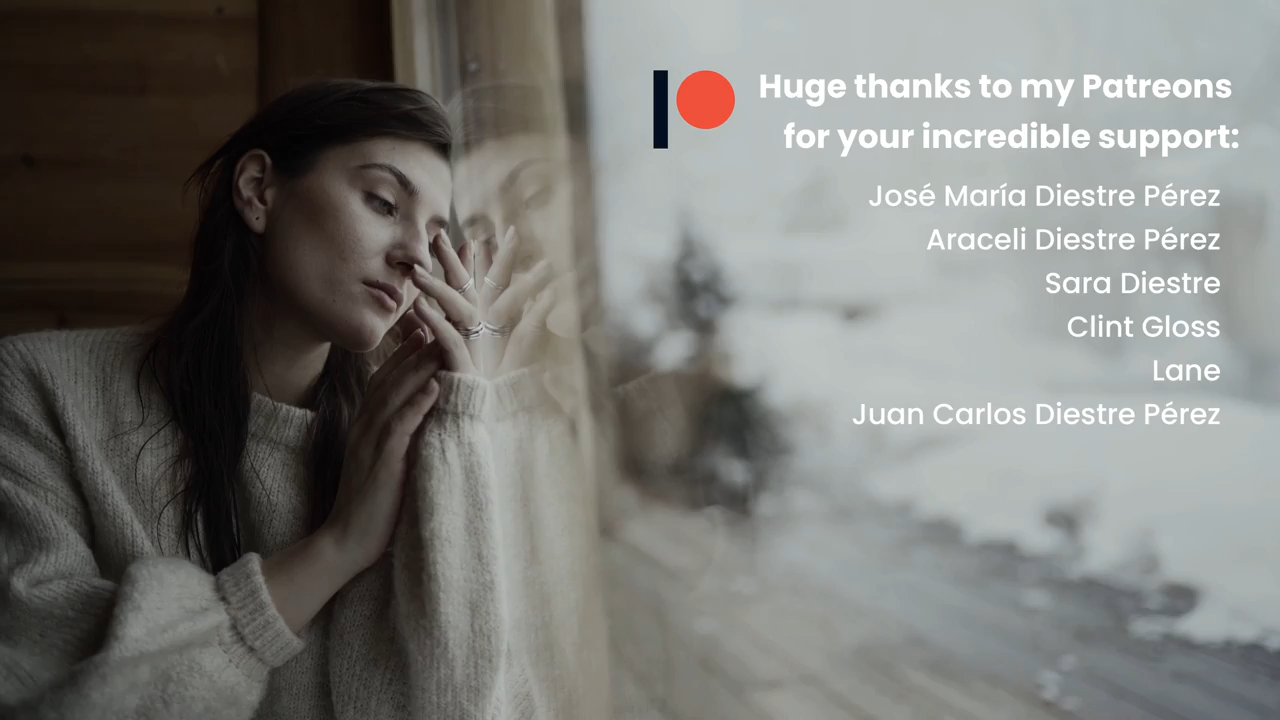 Huge thanks to my Patreons
for your incredible support:
José María Diestre Pérez
Araceli Diestre Pérez
Sara Diestre
Clint Gloss
Lane
Juan Carlos Diestre Pérez